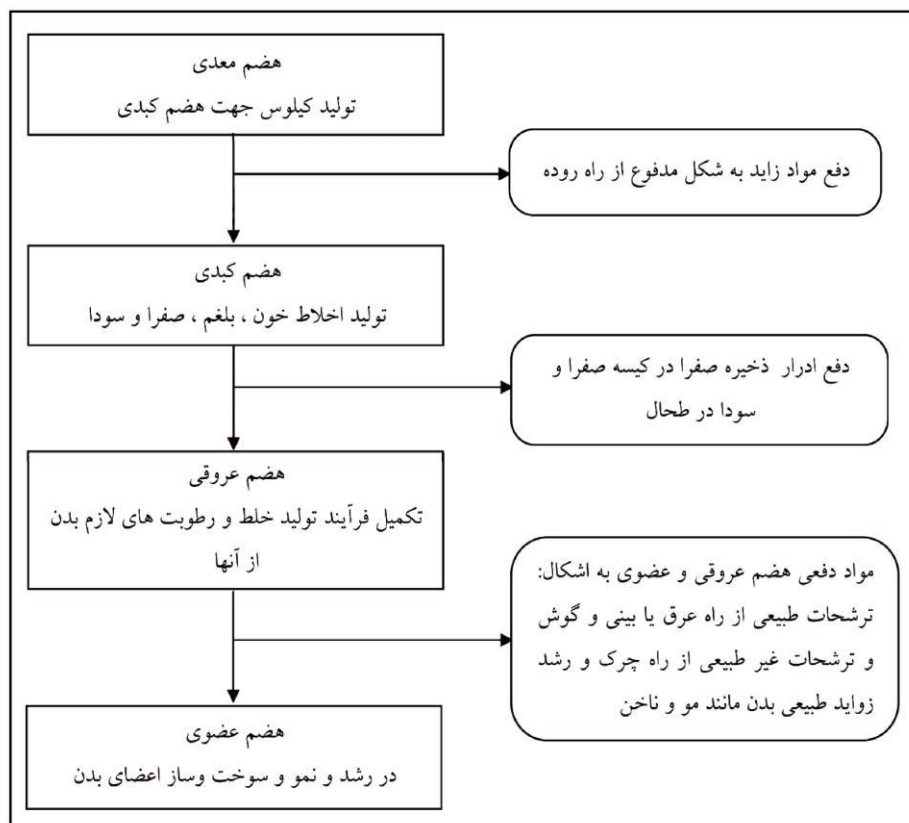 هضم معدی
تولید کیلوس جهت هضم کبدی
دفع مواد زاید به شکل مدفوع از راه روده
هضم کبدی
تولید اخلاط خون ، بلغم ، صفرا و سودا
دفع ادرار ذخیره صفرا در کیسه صفرا و
سودا در طحال
هضم عروقی
تکمیل فرآیند تولید خلط و رطوبت های لازم بدن
از آنها
مواد دفعی هضم عروقی و عضوی به اشکال:
ترشحات طبیعی از راه عرق یا بینی و گوش
و ترشحات غیر طبیعی از راه چرک و رشد
زواید طبیعی بدن مانند مو و ناخن
هضم عضوی
در رشد و نمو و سوخت وساز اعضای بدن